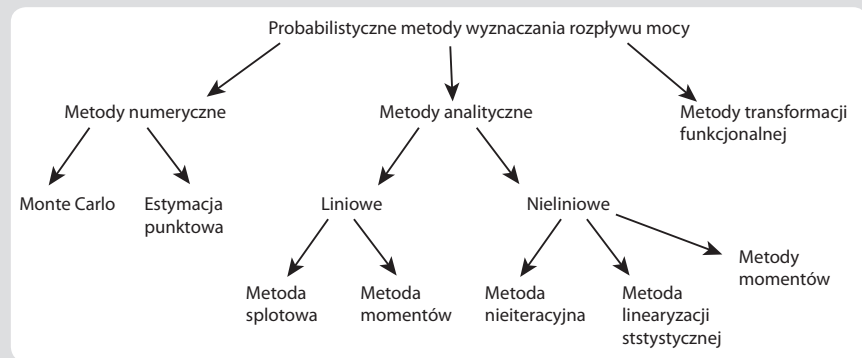 Probabilistyczne metody wyznaczania rozpływu mocy
Metody numeryczne
Metody analityczne
Metody transformacji
funkcjonalnej
Monte Carlo
Estymacja
punktowa
Liniowe
Nieliniowe
Metoda
splotowa
Metoda
momentów
Metoda
nieiteracyjna
Metoda
linearyzacji
ststystycznej
Metody
momentów